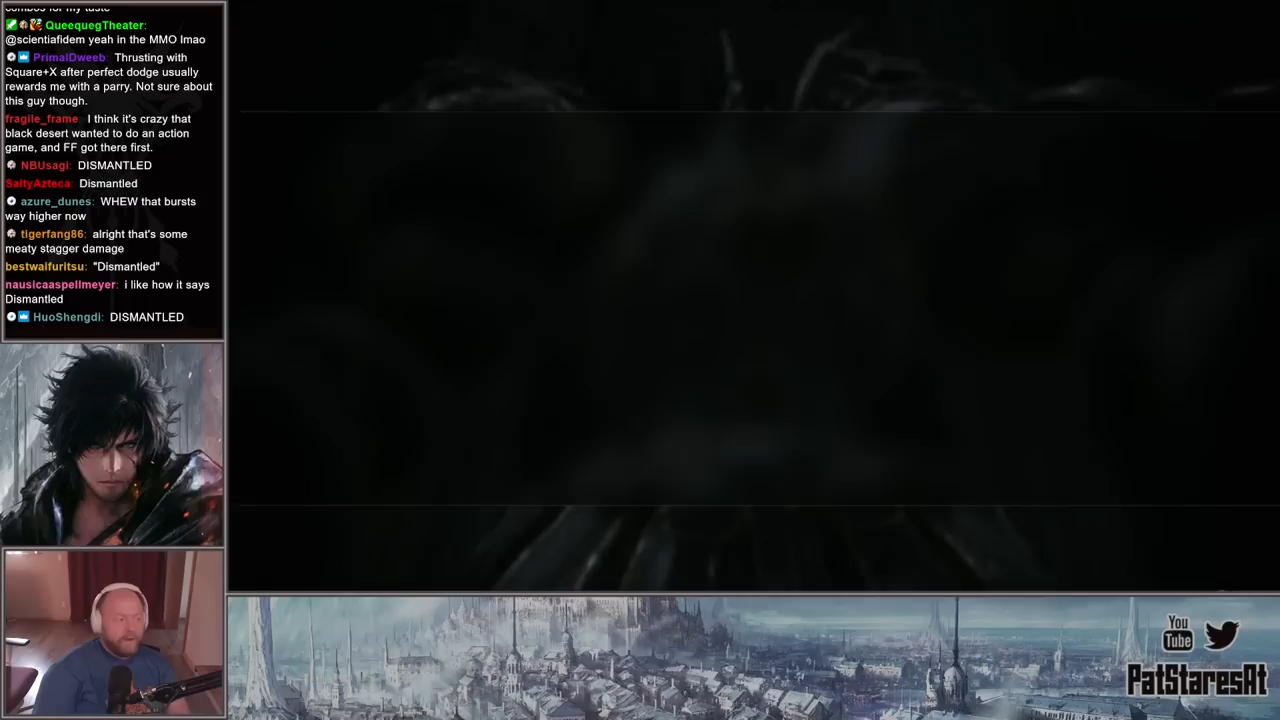 QueequegTheater:
@scientiafidem yeah in the MMO lmao
PrimalDweeb: Thrusting with
Square+X after perfect dodge usually
rewards me with a parry. Not sure about
this guy though.
fragile_frame: I think it's crazy that
black desert wanted to do an action
game, and FF got there first.
NBUsagi: DISMANTLED
SaltyAzteca: Dismantled
azure_dunes: WHEW that bursts
way higher now
tigerfang86: alright that's some
meaty stagger damage
bestwaifuritsu: "Dismantled"
nausicaaspellmeyer: i like how it says
Dismantled
HuoShengdi: DISMANTLED
You
Tube
PatStaresAt